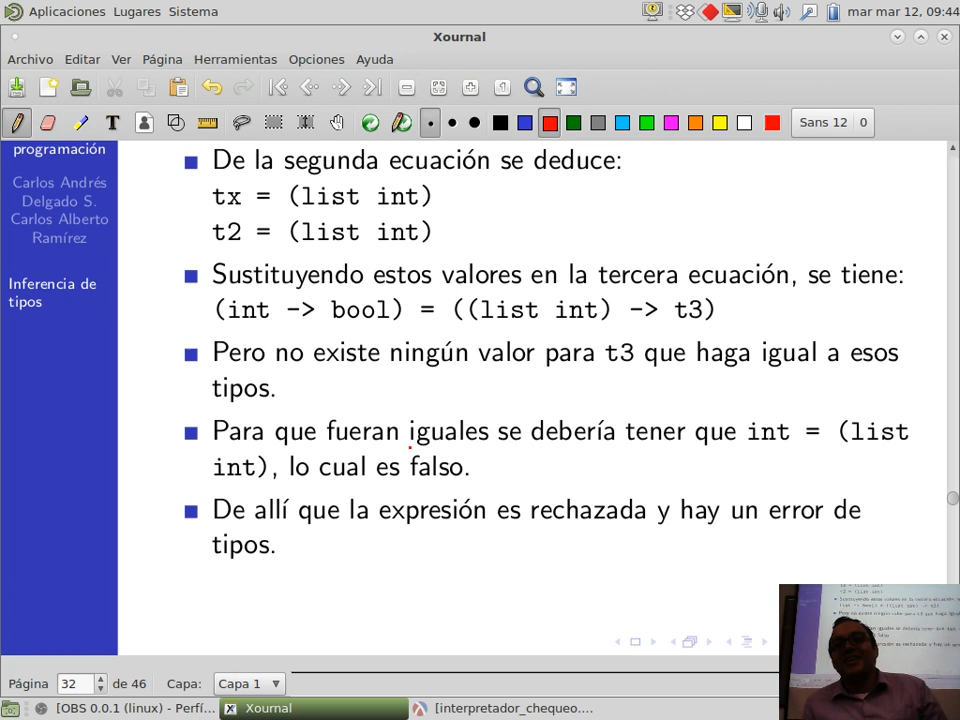 Aplicaciones Lugares Sistema
mar mar 12, 09:44
Xournal
Archivo Editar Ver Página Herramientas Opciones Ayuda
Sans 12 0
programación
Carlos Andrés
Delgado S.
Carlos Alberto
Ramírez
Inferencia de
tipos
De la segunda ecuación se deduce:
tx = (list int)
t2 = (list int)
Sustituyendo estos valores en la tercera ecuación, se tiene:
(int -> bool) = ((list int) -> t3)
Pero no existe ningún valor para t3 que haga igual a esos
tipos.
Para que fueran iguales se debería tener que int = (list
int), lo cual es falso.
De allí que la expresión es rechazada y hay un error de
tipos.
Página 32 de 46 Capa: Capa 1
[OBS 0.0.1 (linux) - Perfí... Xournal [interpretador_chequeo....